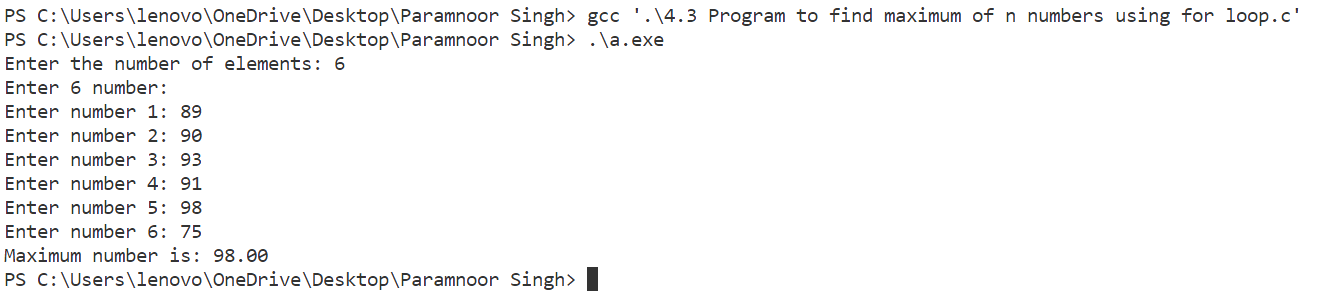 PS C:\Users\lenovo\OneDrive\Desktop\Paramnoor Singh> gcc '.\4.3 Program to find maximum of n numbers using for loop.c'
PS C:\Users\lenovo\OneDrive\Desktop\Paramnoor Singh> .\a.exe
Enter the number of elements: 6
Enter 6 number:
Enter number 1: 89
Enter number 2: 90
Enter number 3: 93
Enter number 4: 91
Enter number 5: 98
Enter number 6: 75
Maximum number is: 98.00
PS C:\Users\lenovo\OneDrive\Desktop\Paramnoor Singh>